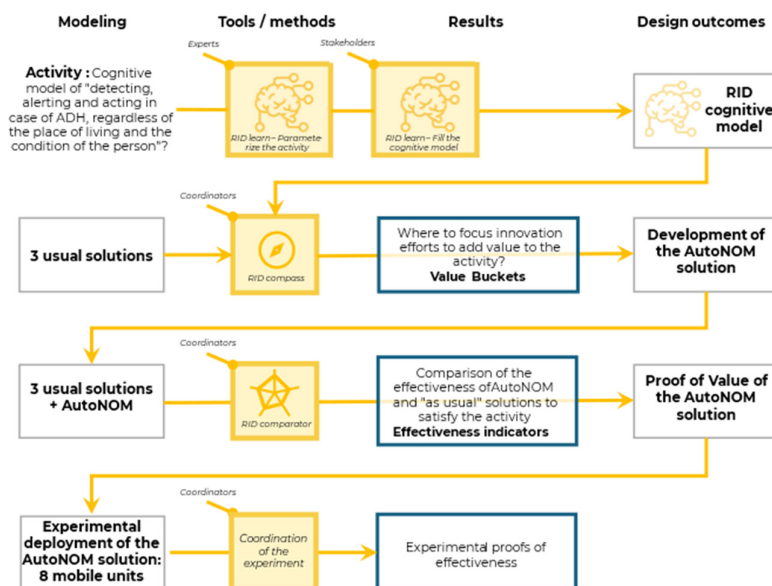 Modeling
Tools / methods
Results
Design outcomes
Experts
Stakeholders
Activity : Cognitive
model of "detecting,
alerting and acting in
case of ADH, regardless of
the place of living and the
condition of the person"?
RID learn – Parame-
terize the activity
RID learn – Fill the
cognitive model
RID
cognitive
model
Coordinators
3 usual solutions
RID compass
Where to focus innovation
efforts to add value to the
activity?
Value Buckets
Development of
the AutoNOM
solution
Coordinators
3 usual solutions
+ AutoNOM
RID comparator
Comparison of the
effectiveness ofAutoNOM
and "as usual" solutions to
satisfy the activity
Effectiveness indicators
Proof of Value of
the AutoNOM
solution
Coordinators
Experimental
deployment of the
AutoNOM solution:
8 mobile units
Coordination
of the
experiment
Experimental proofs of
effectiveness